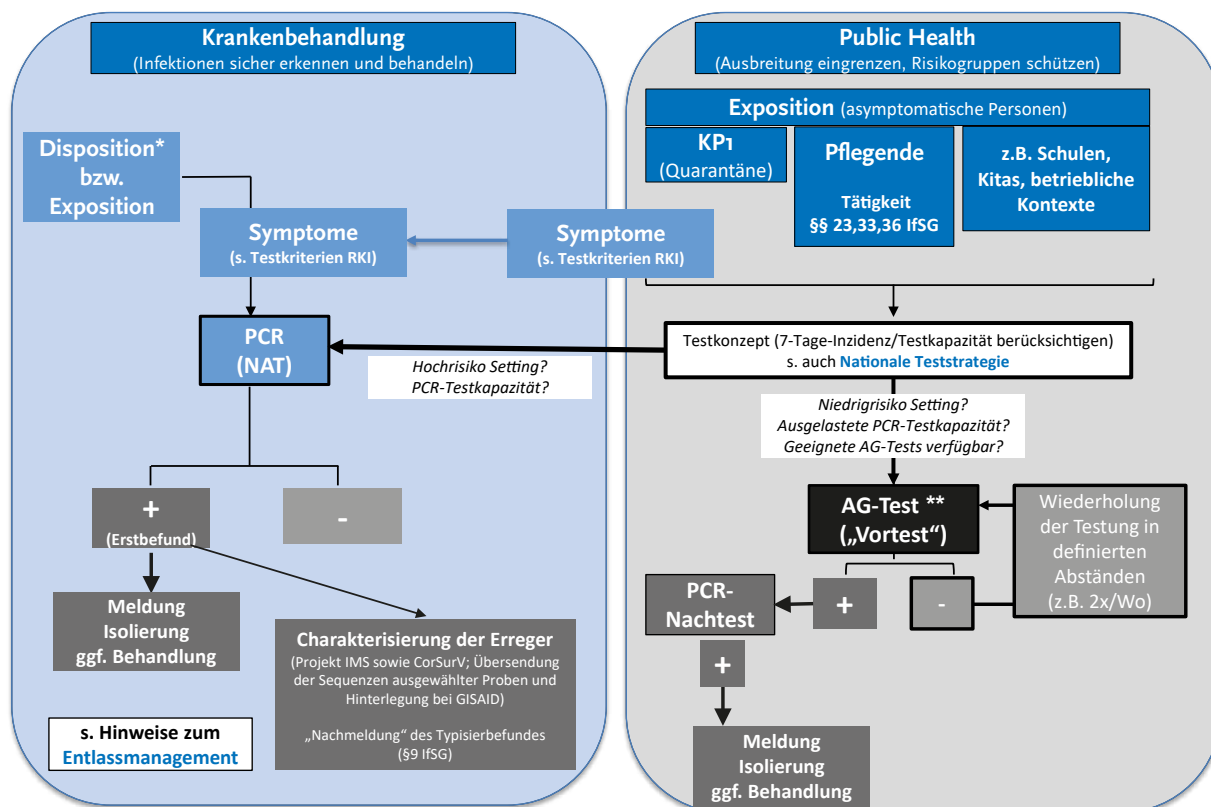 Krankenbehandlung
(Infektionen sicher erkennen und behandeln)
Disposition*
bzw.
Exposition
Symptome
(s. Testkriterien RKI)
PCR
(NAT)
+
(Erstbefund)
-
Meldung
Isolierung
ggf. Behandlung
Charakterisierung der Erreger
(Projekt IMS sowie CorSurV; Übersendung
der Sequenzen ausgewählter Proben und
Hinterlegung bei GISAID)
„Nachmeldung“ des Typisierbefundes
(§9 IfSG)
s. Hinweise zum
Entlassmanagement
Public Health
(Ausbreitung eingrenzen, Risikogruppen schützen)
Exposition (asymptomatische Personen)
KP1
(Quarantäne)
Pflegende
Tätigkeit
§§ 23,33,36 IfSG
z.B. Schulen,
Kitas, betriebliche
Kontexte
Symptome
(s. Testkriterien RKI)
Testkonzept (7-Tage-Inzidenz/Testkapazität berücksichtigen)
s. auch Nationale Teststrategie
Hochrisiko Setting?
PCR-Testkapazität?
Niedrigrisiko Setting?
Ausgelastete PCR-Testkapazität?
Geeignete AG-Tests verfügbar?
AG-Test **
(„Vortest“)
Wiederholung
der Testung in
definierten
Abständen
(z.B. 2x/Wo)
+
-
PCR-
Nachtest
+
Meldung
Isolierung
ggf. Behandlung